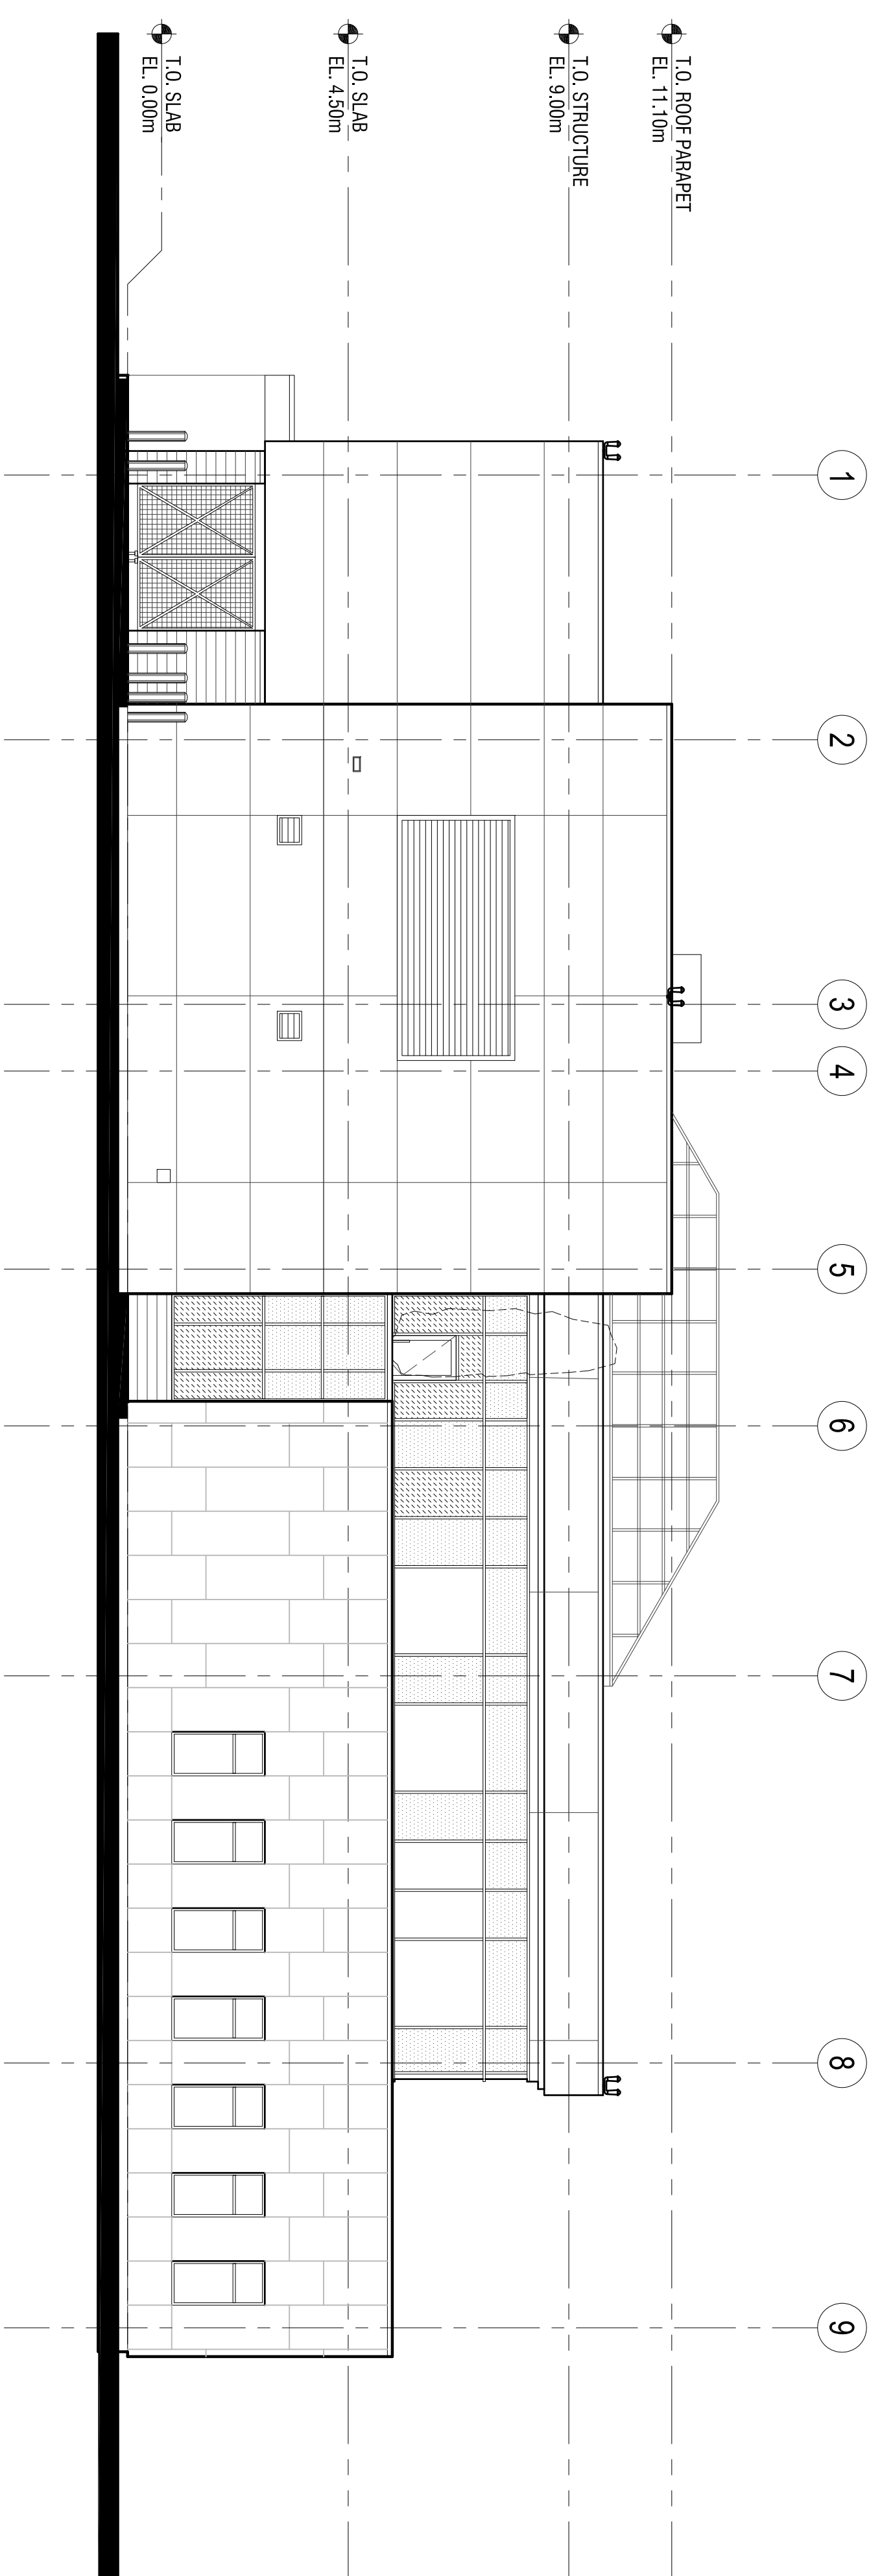 1
2
3
4
5
6
7
8
9
T.O. ROOF PARAPET
EL. 11.10m
T.O. STRUCTURE
EL. 9.00m
T.O. SLAB
EL. 4.50m
T.O. SLAB
EL. 0.00m